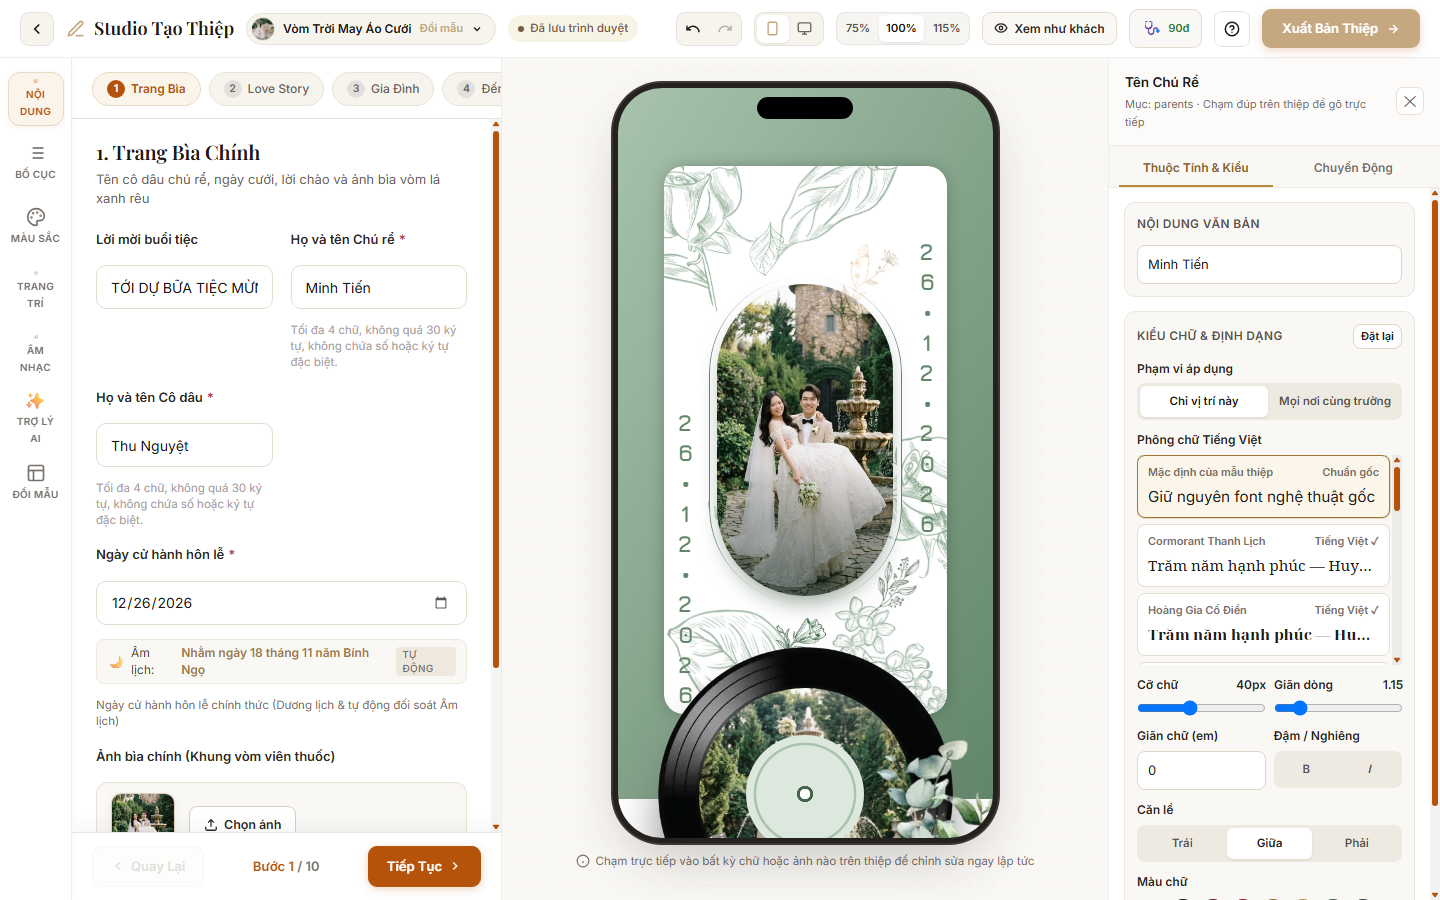 Studio Tạo Thiệp
Vòm Trời May Áo Cưới Đổi mẫu
Đã lưu trình duyệt
75% 100% 115%
Xem như khách
90đ
Xuất Bản Thiệp →
NỘI
DUNG
BỐ CỤC
MÀU SẮC
TRANG
TRÍ
ÂM
NHẠC
TRỢ LÝ
AI
ĐỔI MẪU
1 Trang Bìa
2 Love Story
3 Gia Đình
4
1. Trang Bìa Chính
Tên cô dâu chú rể, ngày cưới, lời chào và ảnh bìa vòm lá
xanh rêu
Lời mời buổi tiệc
TỚI DỰ BỮA TIỆC
Họ và tên Chú rể *
Minh Tiến
Tối đa 4 chữ, không quá 30 ký
tự, không chứa số hoặc ký tự
đặc biệt.
Họ và tên Cô dâu *
Thu Nguyệt
Tối đa 4 chữ, không quá 30 ký
tự, không chứa số hoặc ký tự
đặc biệt.
Ngày cử hành hôn lễ *
12/26/2026
Âm
lịch:
Nhằm ngày 18 tháng 11 năm Bính
Ngọ
TỰ
ĐỘNG
Ngày cử hành hôn lễ chính thức (Dương lịch & tự động đối soát Âm
lịch)
Ảnh bìa chính (Khung vòm viên thuốc)
Chọn ảnh
Quay Lại
Bước 1 / 10
Tiếp Tục
26·12·2026
26·12·2026
Chạm trực tiếp vào bất kỳ chữ hoặc ảnh nào trên thiệp để chỉnh sửa ngay lập tức
Tên Chú Rể
Mục: parents · Chạm đúp trên thiệp để gõ trực
tiếp
Thuộc Tính & Kiểu
Chuyển Động
NỘI DUNG VĂN BẢN
Minh Tiến
KIỂU CHỮ & ĐỊNH DẠNG
Đặt lại
Phạm vi áp dụng
Chỉ vị trí này
Mọi nơi cùng trường
Phông chữ Tiếng Việt
Mặc định của mẫu thiệp
Chuẩn gốc
Giữ nguyên font nghệ thuật gốc
Cormorant Thanh Lịch
Tiếng Việt ✓
Trăm năm hạnh phúc — Huy...
Hoàng Gia Cổ Điển
Tiếng Việt ✓
Trăm năm hạnh phúc — Hu...
Cỡ chữ 40px
Giãn dòng 1.15
Giãn chữ (em)
0
Đậm / Nghiêng
B I
Căn lề
Trái Giữa Phải
Màu chữ